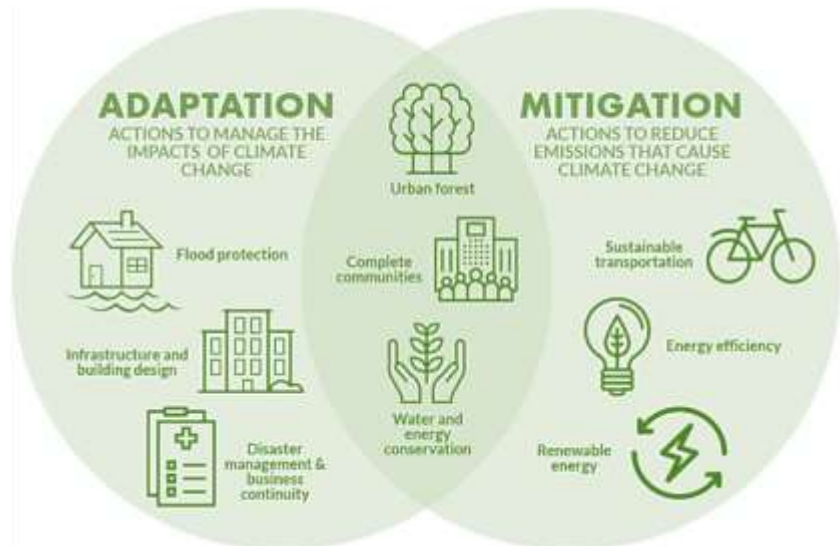 ADAPTATION
ACTIONS TO MANAGE THE
IMPACTS OF CLIMATE
CHANGE
Flood protection
Infrastructure and
building design
Disaster
management &
business
continuity
Urban forest
Complete
communities
Water and
energy
conservation
MITIGATION
ACTIONS TO REDUCE
EMISSIONS THAT CAUSE
CLIMATE CHANGE
Sustainable
transportation
Energy efficiency
Renewable
energy